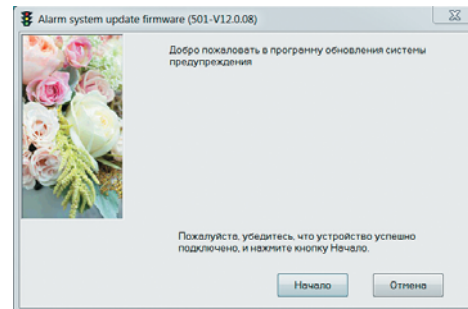 Alarm system update firmware (501-V12.0.08)
Добро пожаловать в программу обновления системы
предупреждения
Пожалуйста, убедитесь, что устройство успешно
подключено, и нажмите кнопку Начало.
Начало
Отмена